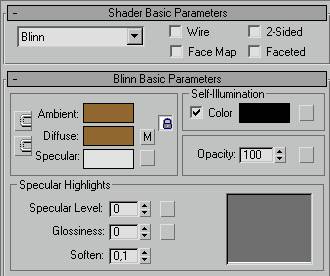 - Shader Basic Parameters
Blinn
Wire
2-Sided
Face Map
Faceted
- Blinn Basic Parameters
Self-Illumination
Ambient:
Color
Diffuse:
M
Specular:
Opacity: 100
Specular Highlights
Specular Level: 0
Glossiness: 0
Soften: 0,1